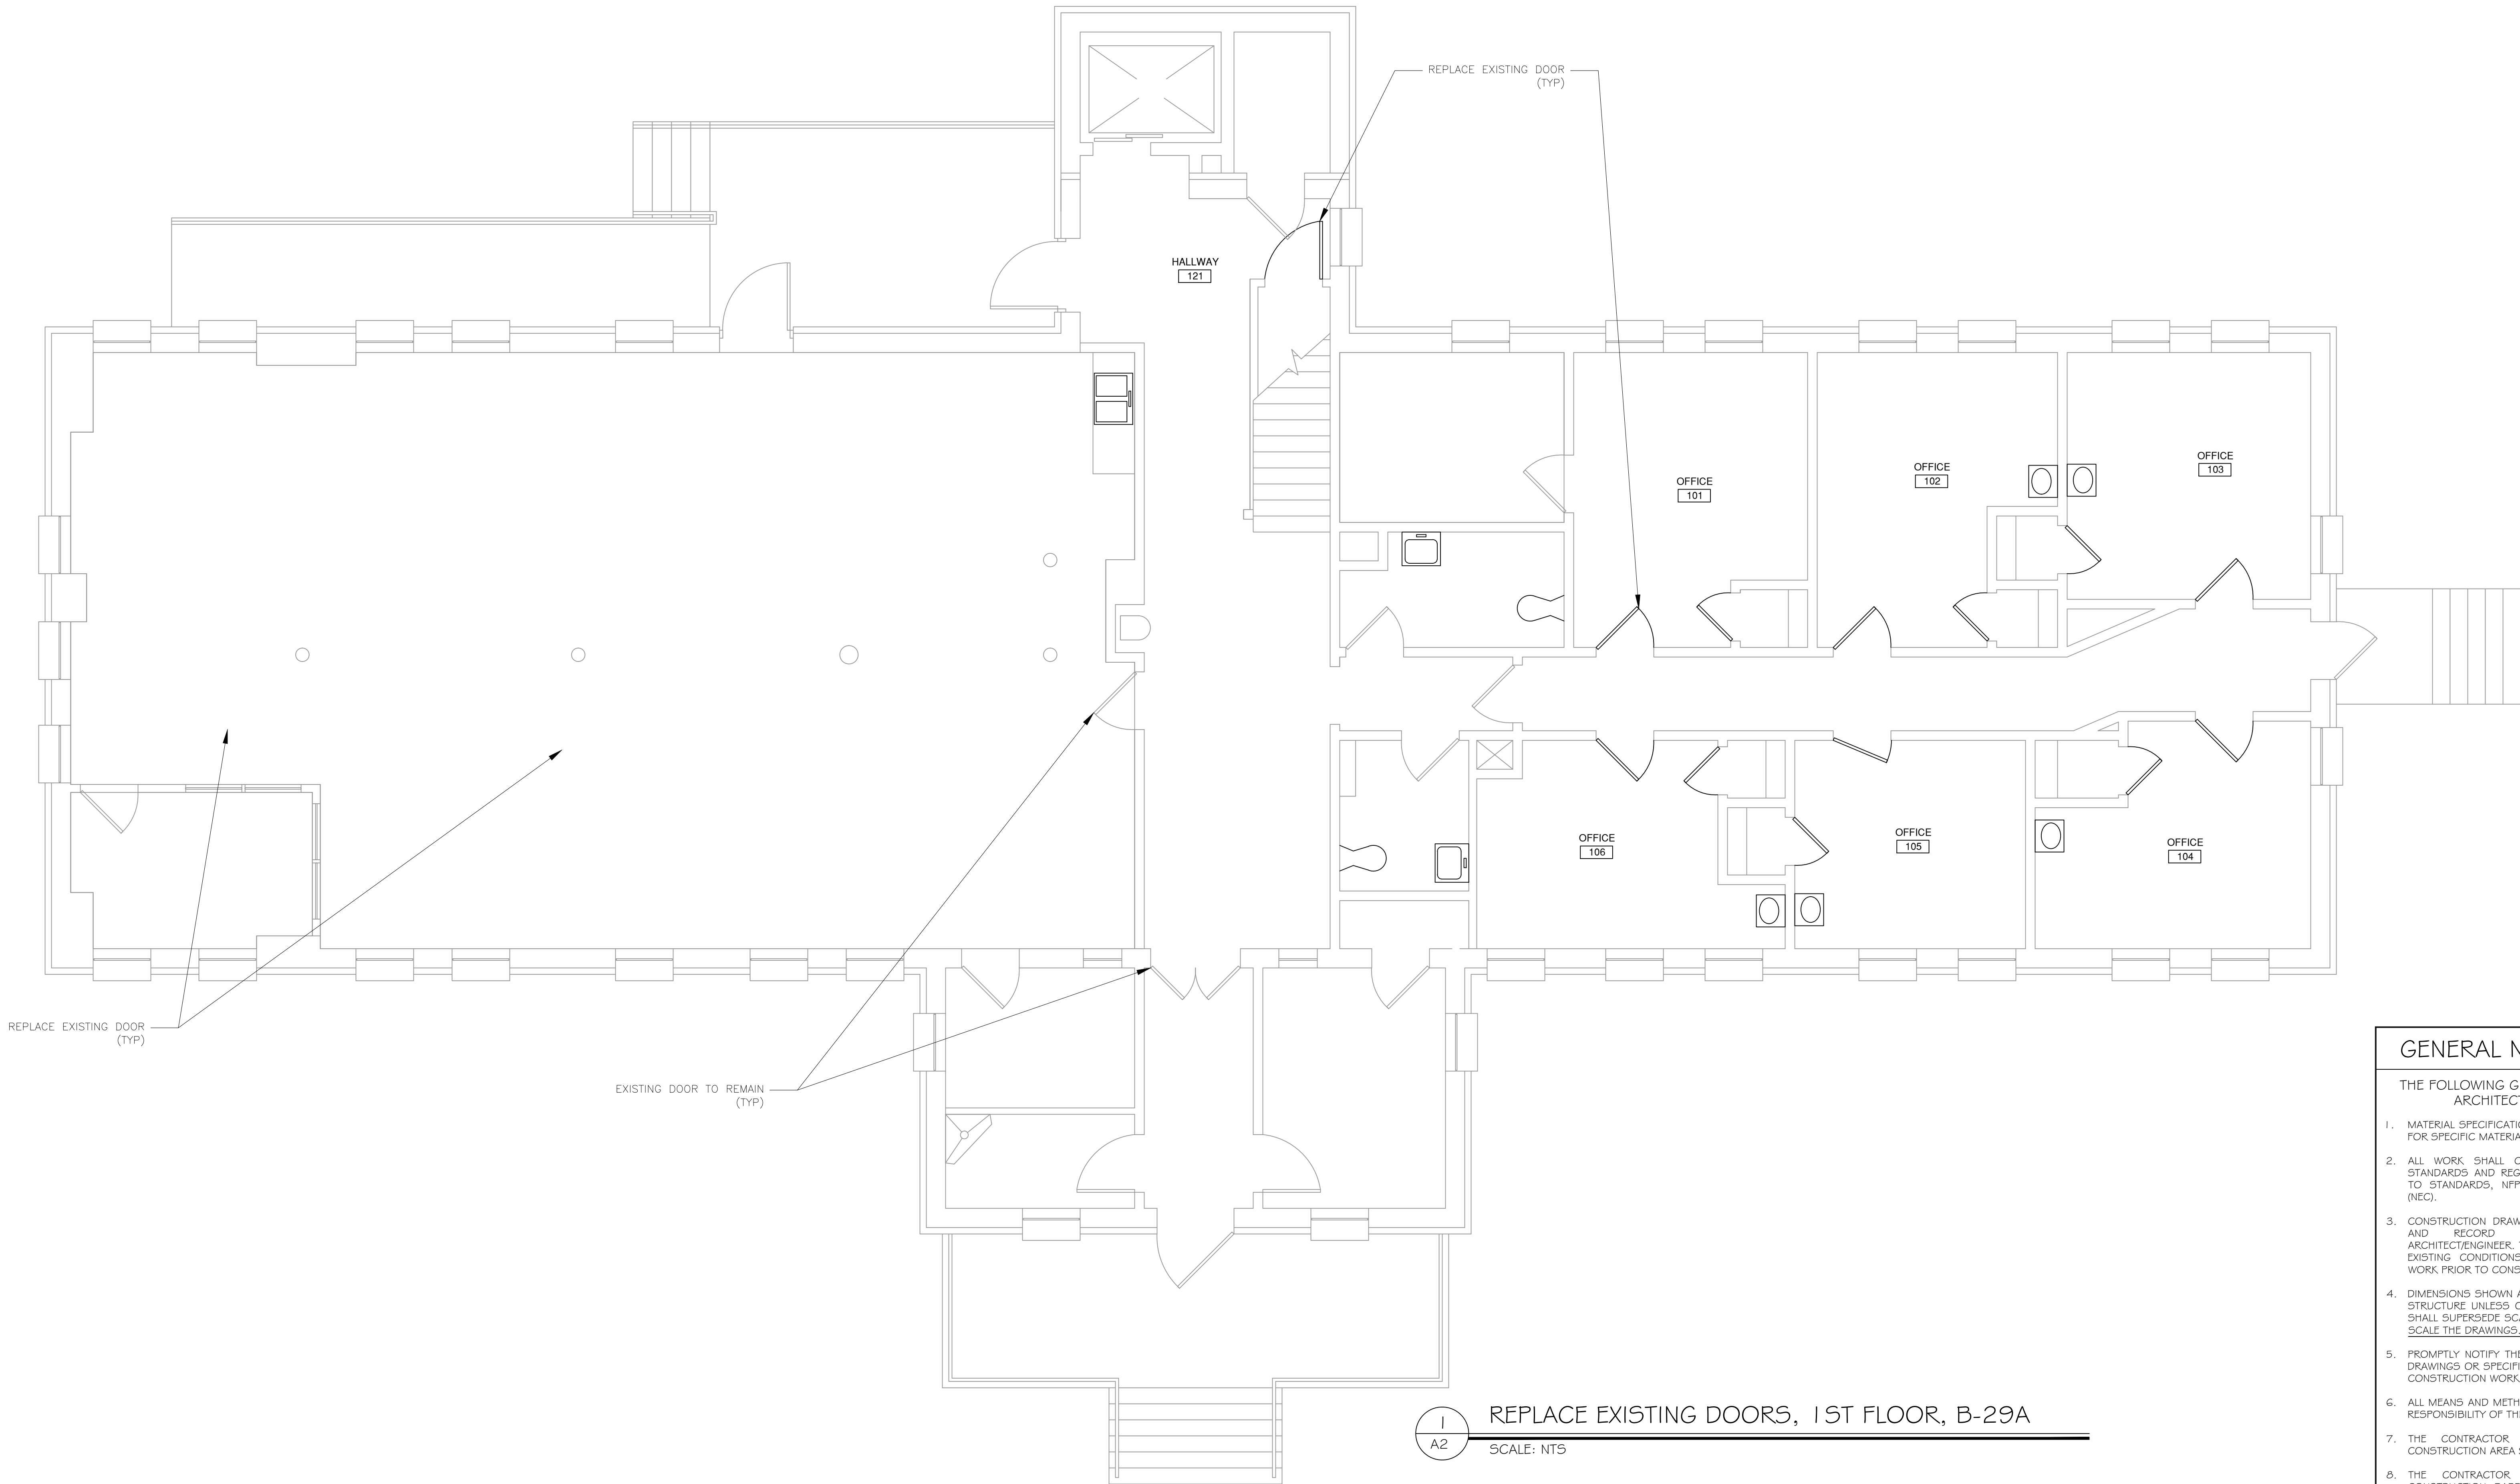 REPLACE EXISTING DOOR
(TYP)
HALLWAY
121
OFFICE
101
OFFICE
102
OFFICE
103
OFFICE
106
OFFICE
105
OFFICE
104
REPLACE EXISTING DOOR
(TYP)
EXISTING DOOR TO REMAIN
(TYP)
1
A2
REPLACE EXISTING DOORS, 1ST FLOOR, B-29A
SCALE: NTS
GENERAL N
THE FOLLOWING G
ARCHITECT
1. MATERIAL SPECIFICATIO
FOR SPECIFIC MATERIA
2. ALL WORK SHALL C
STANDARDS AND REG
TO STANDARDS, NFP
(NEC).
3. CONSTRUCTION DRAW
AND RECORD
ARCHITECT/ENGINEER.
EXISTING CONDITIONS
WORK PRIOR TO CONS
4. DIMENSIONS SHOWN A
STRUCTURE UNLESS O
SHALL SUPERSEDE SCA
SCALE THE DRAWINGS.
5. PROMPTLY NOTIFY THE
DRAWINGS OR SPECIFI
CONSTRUCTION WORK
6. ALL MEANS AND METH
RESPONSIBILITY OF TH
7. THE CONTRACTOR
CONSTRUCTION AREA S
8. THE CONTRACTOR